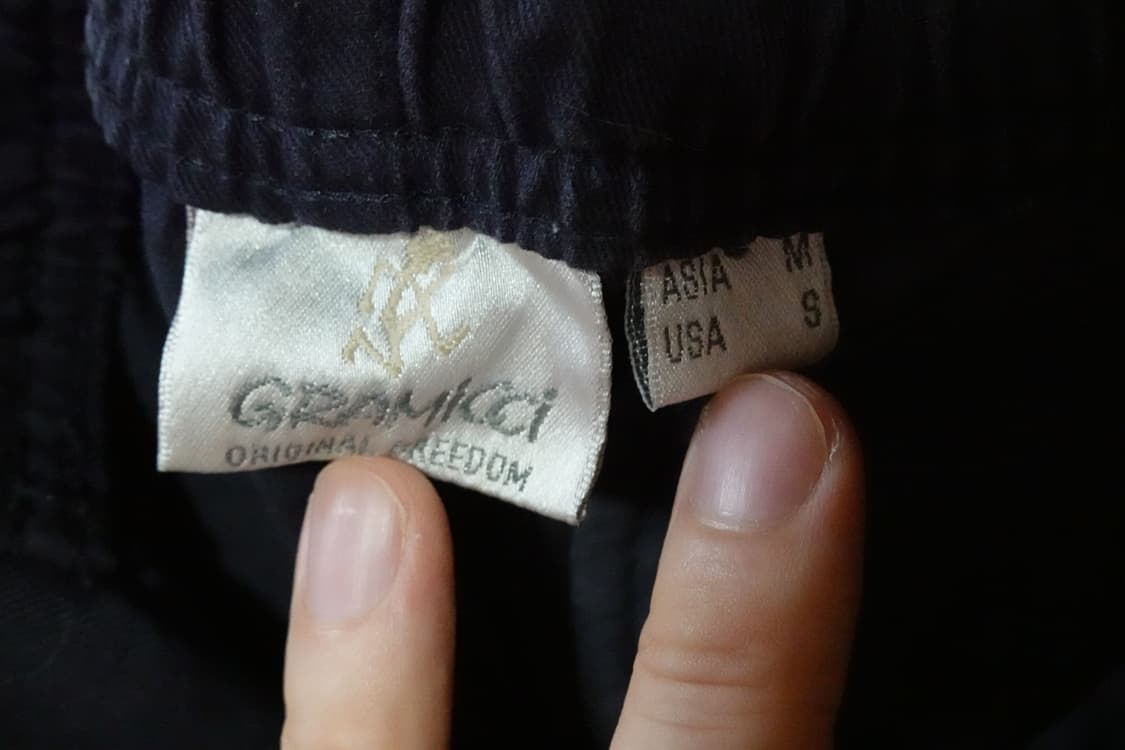 GRAMICCi
ORIGINAL FREEDOM
ASIA M
USA S